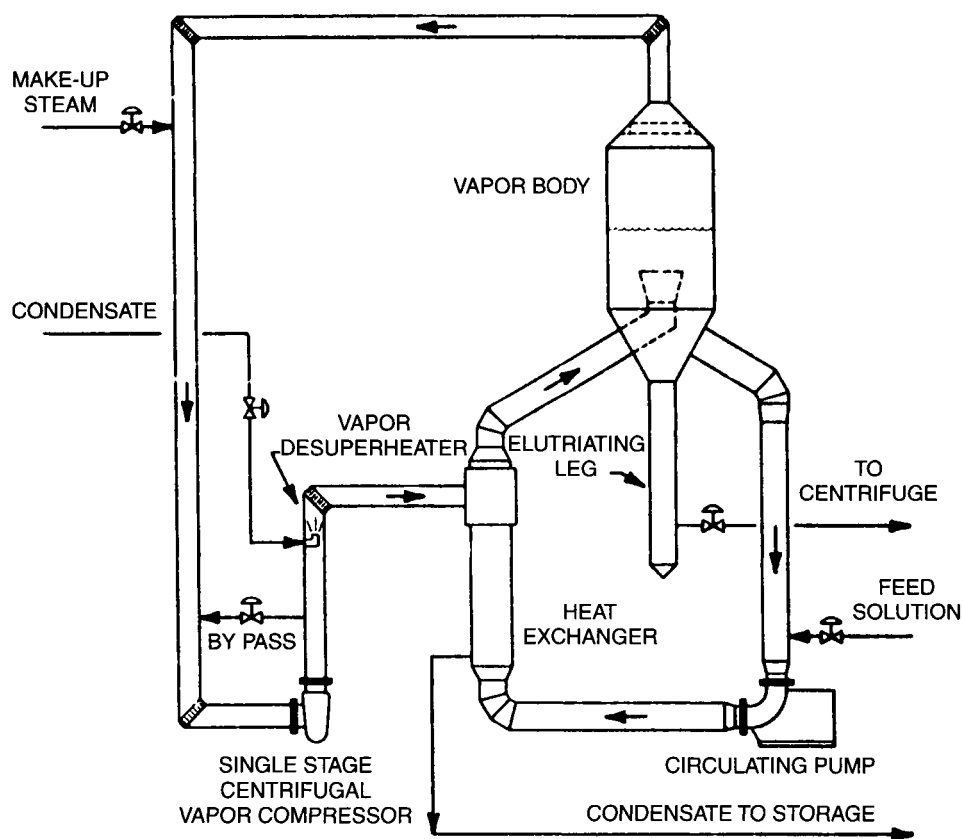 MAKE-UP
STEAM
VAPOR BODY
CONDENSATE
VAPOR
DESUPERHEATER
ELUTRIATING
LEG
TO
CENTRIFUGE
FEED
SOLUTION
BY PASS
HEAT
EXCHANGER
SINGLE STAGE
CENTRIFUGAL
VAPOR COMPRESSOR
CIRCULATING PUMP
CONDENSATE TO STORAGE